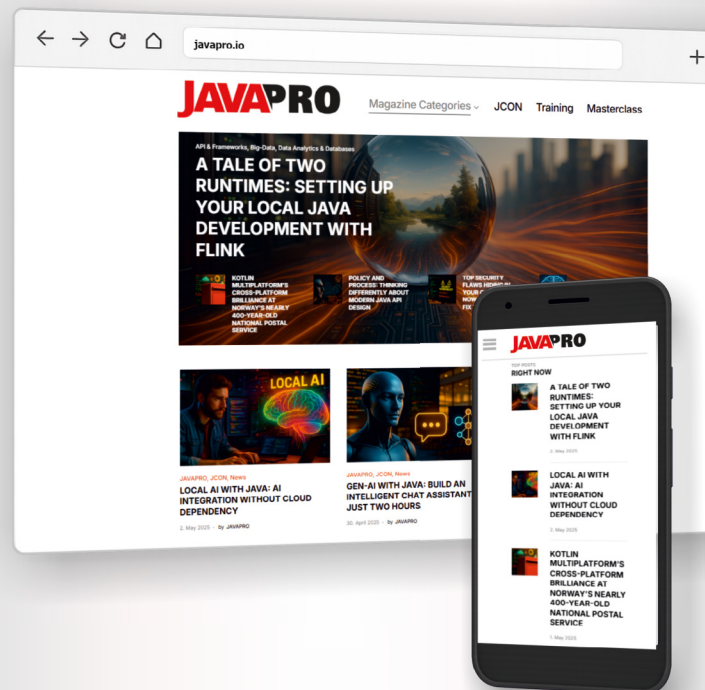 javapro.io
JAVAPRO
Magazine Categories
JCON
Training
Masterclass
API & Frameworks, Big-Data, Data Analytics & Databases
A TALE OF TWO
RUNTIMES: SETTING UP
YOUR LOCAL JAVA
DEVELOPMENT WITH
FLINK
KOTLIN
MULTIPLATFORM'S
CROSS-PLATFORM
BRILLIANCE AT
NORWAY'S NEARLY
400-YEAR-OLD
NATIONAL POSTAL
SERVICE
POLICY AND
PROCESS: THINKING
DIFFERENTLY ABOUT
MODERN JAVA API
DESIGN
TOP SECURITY
FLAWS HIDING IN
YOUR
NOW
FIX
LOCAL AI
JAVAPRO, JCON, News
LOCAL AI WITH JAVA: AI
INTEGRATION WITHOUT CLOUD
DEPENDENCY
2. May 2025 - by JAVAPRO
JAVAPRO, JCON, News
GEN-AI WITH JAVA: BUILD AN
INTELLIGENT CHAT ASSISTANT
JUST TWO HOURS
30. April 2025 - by JAVAPRO
JAVAPRO
TOP POSTS
RIGHT NOW
A TALE OF TWO
RUNTIMES:
SETTING UP YOUR
LOCAL JAVA
DEVELOPMENT
WITH FLINK
2. May 2025
LOCAL AI WITH
JAVA: AI
INTEGRATION
WITHOUT CLOUD
DEPENDENCY
2. May 2025
KOTLIN
MULTIPLATFORM'S
CROSS-PLATFORM
BRILLIANCE AT
NORWAY'S NEARLY
400-YEAR-OLD
NATIONAL POSTAL
SERVICE
1. May 2025